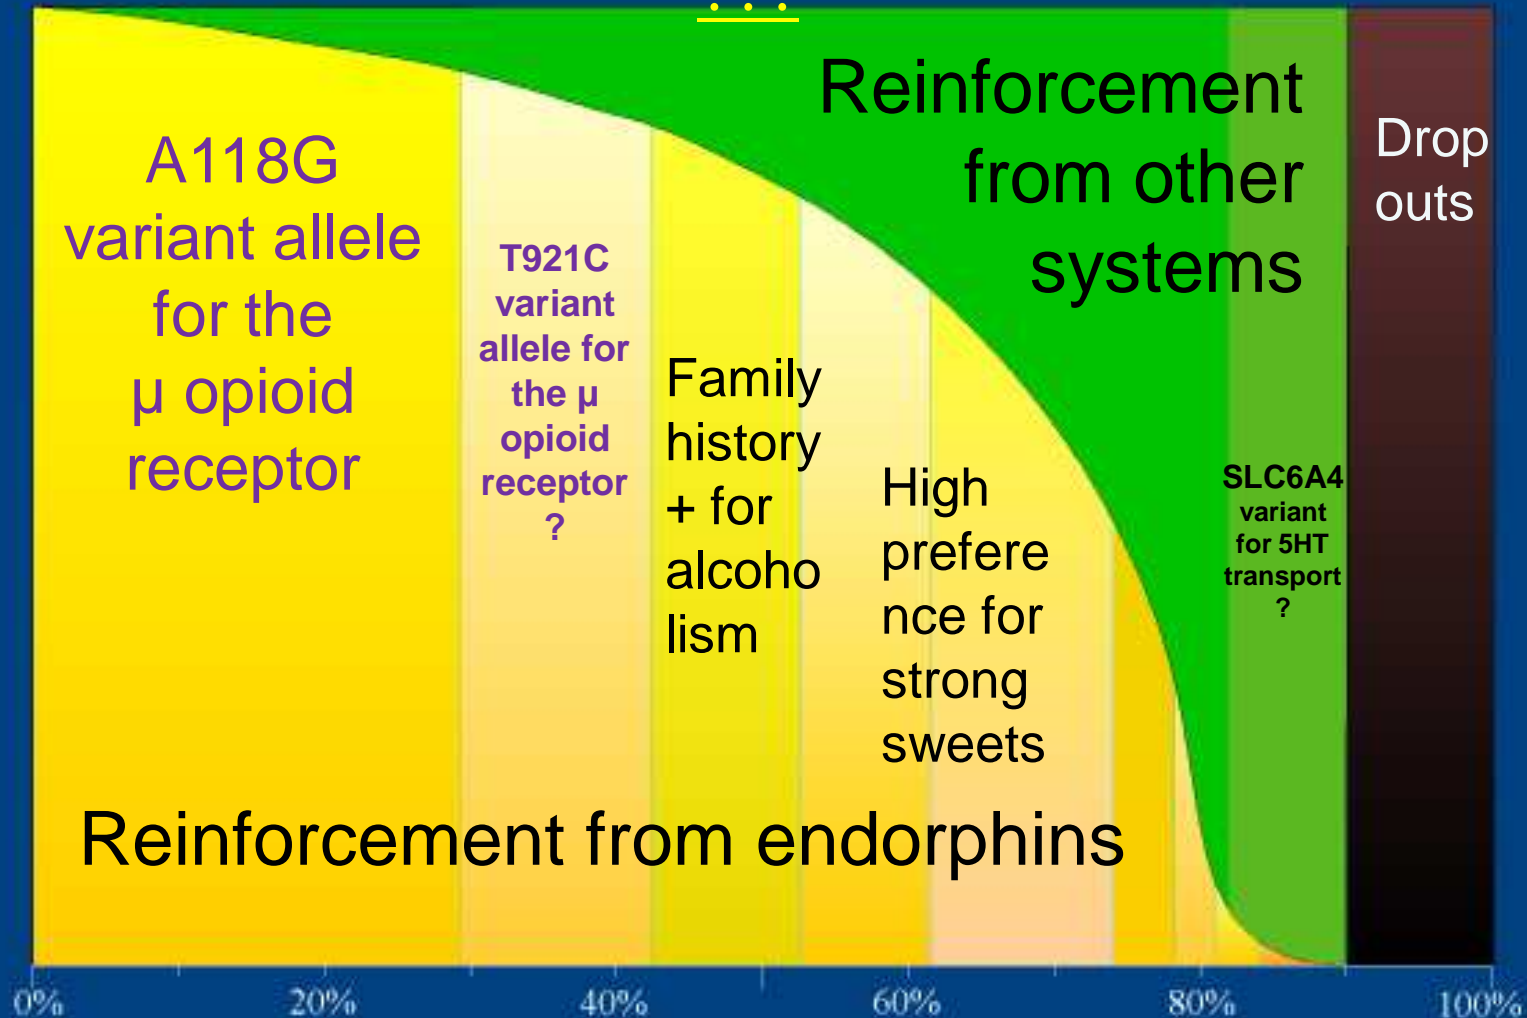 . . .
A118G
variant allele
for the
μ opioid
receptor
T921C
variant
allele for
the μ
opioid
receptor
?
Family
history
+ for
alcoho
lism
High
prefere
nce for
strong
sweets
Reinforcement
from other
systems
SLC6A4
variant
for 5HT
transport
?
Drop
outs
Reinforcement from endorphins
0% 20% 40% 60% 80% 100%